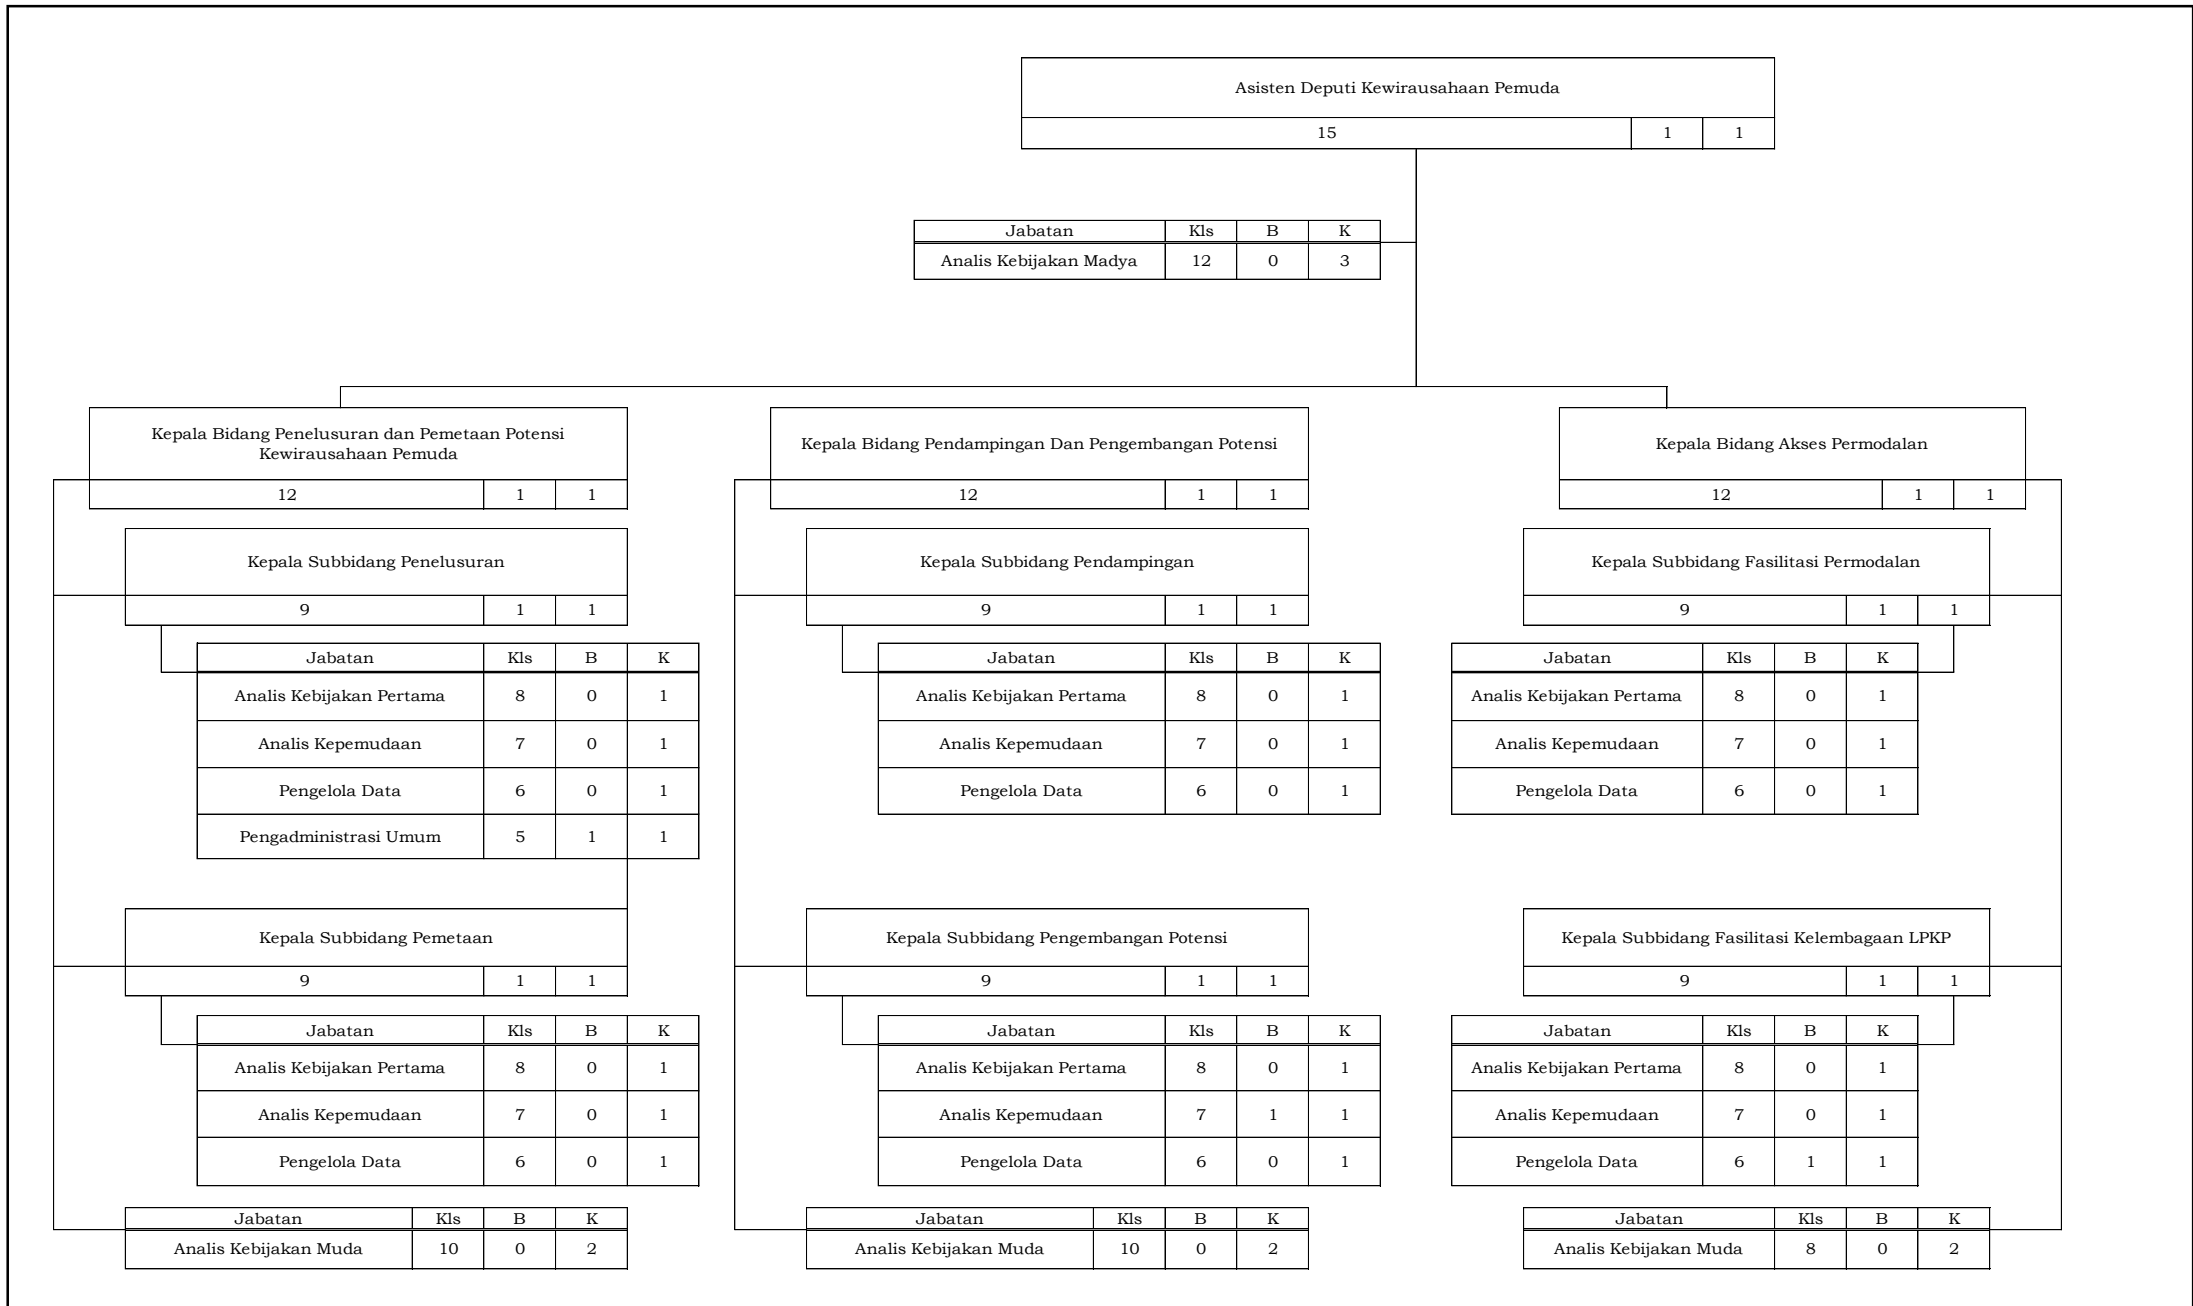 Asisten Deputi Kewirausahaan Pemuda
15 1 1
Jabatan Kls B K
Analis Kebijakan Madya 12 0 3
Kepala Bidang Penelusuran dan Pemetaan Potensi
Kewirausahaan Pemuda
12 1 1
Kepala Subbidang Penelusuran
9 1 1
Jabatan Kls B K
Analis Kebijakan Pertama 8 0 1
Analis Kepemudaan 7 0 1
Pengelola Data 6 0 1
Pengadministrasi Umum 5 1 1
Kepala Subbidang Pemetaan
9 1 1
Jabatan Kls B K
Analis Kebijakan Pertama 8 0 1
Analis Kepemudaan 7 0 1
Pengelola Data 6 0 1
Jabatan Kls B K
Analis Kebijakan Muda 10 0 2
Kepala Bidang Pendampingan Dan Pengembangan Potensi
12 1 1
Kepala Subbidang Pendampingan
9 1 1
Jabatan Kls B K
Analis Kebijakan Pertama 8 0 1
Analis Kepemudaan 7 0 1
Pengelola Data 6 0 1
Kepala Subbidang Pengembangan Potensi
9 1 1
Jabatan Kls B K
Analis Kebijakan Pertama 8 0 1
Analis Kepemudaan 7 1 1
Pengelola Data 6 0 1
Jabatan Kls B K
Analis Kebijakan Muda 10 0 2
Kepala Bidang Akses Permodalan
12 1 1
Kepala Subbidang Fasilitasi Permodalan
9 1 1
Jabatan Kls B K
Analis Kebijakan Pertama 8 0 1
Analis Kepemudaan 7 0 1
Pengelola Data 6 0 1
Kepala Subbidang Fasilitasi Kelembagaan LPKP
9 1 1
Jabatan Kls B K
Analis Kebijakan Pertama 8 0 1
Analis Kepemudaan 7 0 1
Pengelola Data 6 1 1
Jabatan Kls B K
Analis Kebijakan Muda 8 0 2